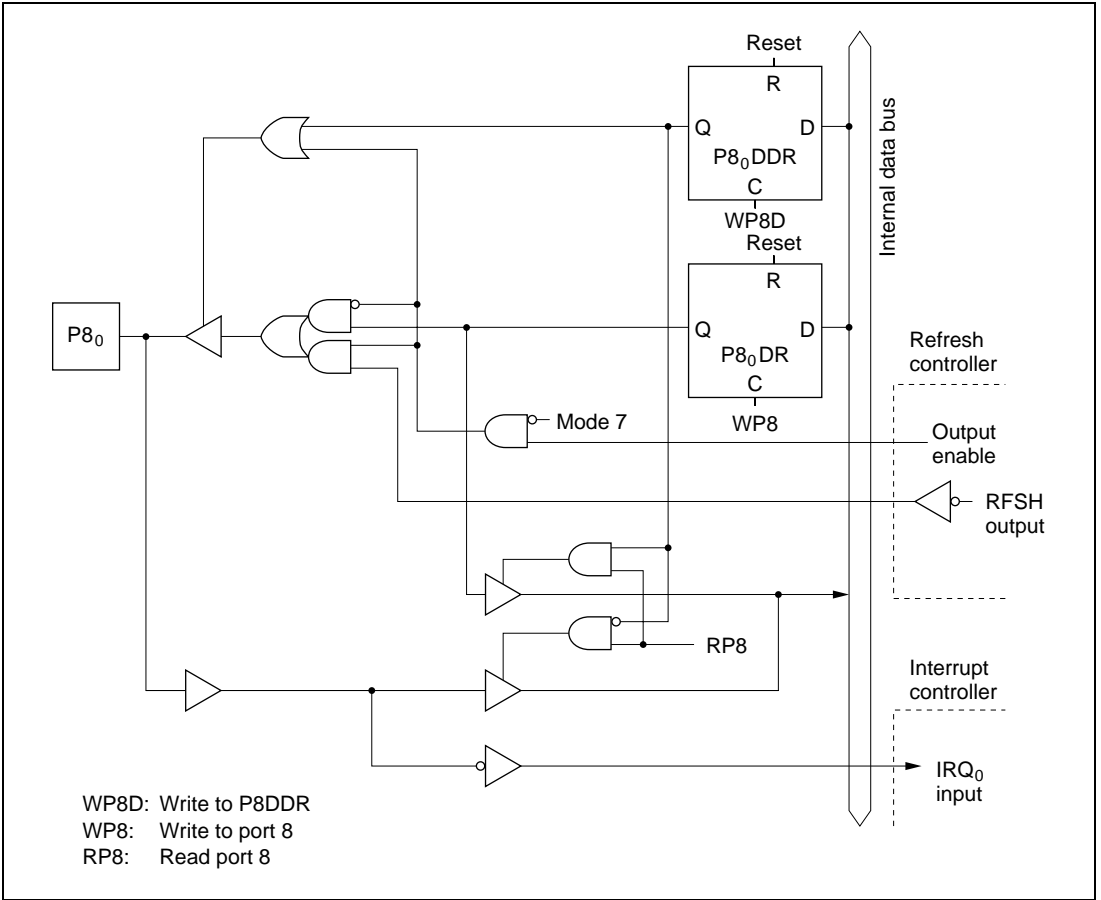 Reset
R
Q
D
P8₀DDR
C
WP8D
Internal data bus
Reset
R
Q
D
P8₀DR
C
WP8
P8₀
Refresh
controller
Mode 7
Output
enable
RFSH
output
RP8
Interrupt
controller
IRQ₀
input
WP8D: Write to P8DDR
WP8: Write to port 8
RP8: Read port 8